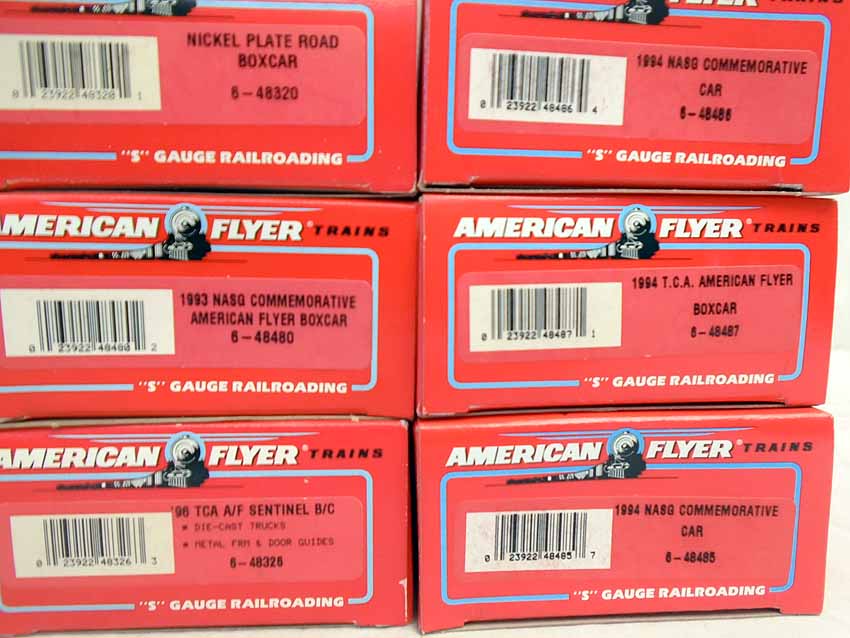 NICKEL PLATE ROAD
BOXCAR
6-48320
0 23922 48320 1
"S" GAUGE RAILROADING
FLYER TRAINS
1994 NASG COMMEMORATIVE
CAR
6-48486
0 23922 48486 4
"S" GAUGE RAILROADING
AMERICAN FLYER® TRAINS
1993 NASG COMMEMORATIVE
AMERICAN FLYER BOXCAR
6-48480
0 23922 48480 2
"S" GAUGE RAILROADING
AMERICAN FLYER® TRAINS
1994 T.C.A. AMERICAN FLYER
BOXCAR
6-48487
0 23922 48487 1
"S" GAUGE RAILROADING
AMERICAN FLYER® TRAINS
'96 TCA A/F SENTINEL B/C
* DIE-CAST TRUCKS
* METAL FRM & DOOR GUIDES
6-48326
0 23922 48326 3
"S" GAUGE RAILROADING
AMERICAN FLYER® TRAINS
1994 NASG COMMEMORATIVE
CAR
6-48485
0 23922 48485 7
"S" GAUGE RAILROADING